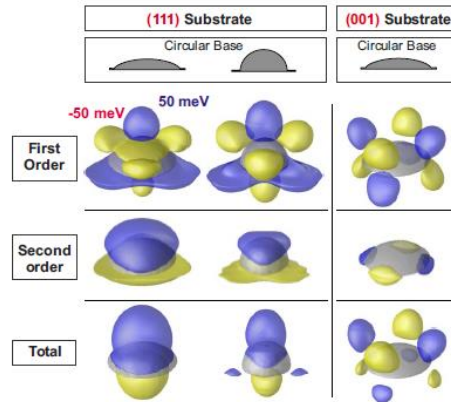 (111) Substrate
(001) Substrate
Circular Base
Circular Base
-50 meV
50 meV
First
Order
Second
order
Total